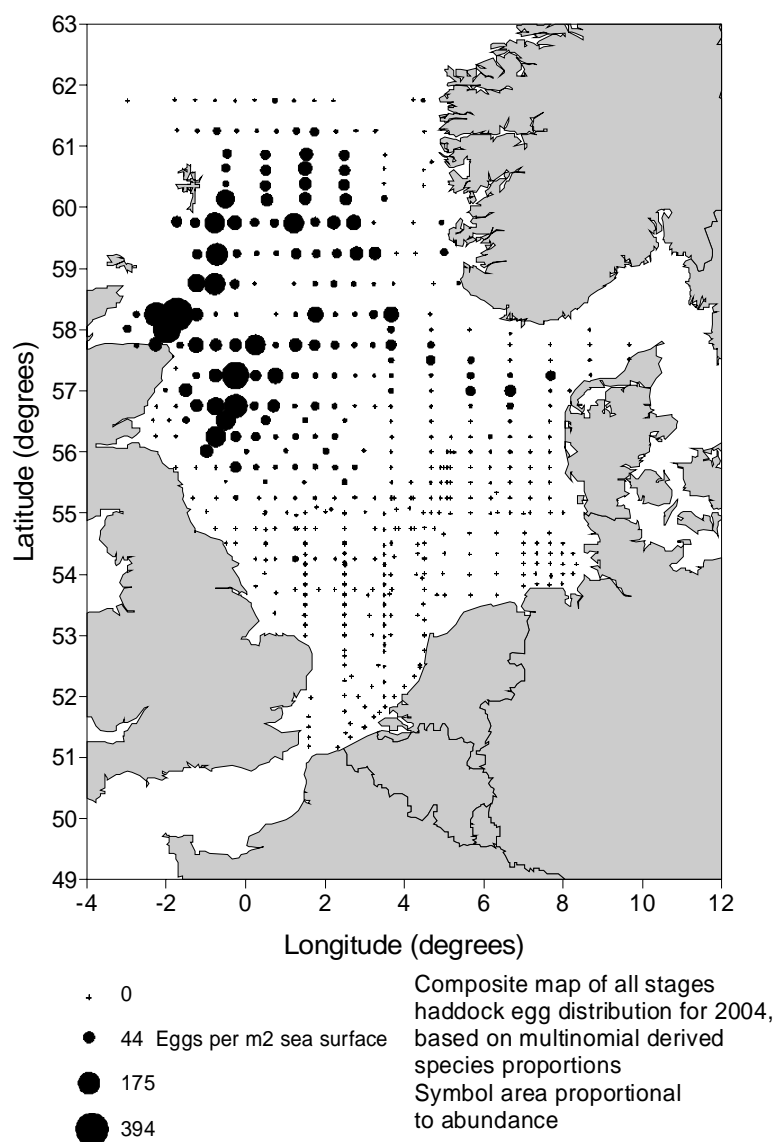 63
62
61
60
59
58
57
56
55
54
53
52
51
50
49
Latitude (degrees)
-4 -2 0 2 4 6 8 10 12
Longitude (degrees)
0
44 Eggs per m2 sea surface
175
394
Composite map of all stages
haddock egg distribution for 2004,
based on multinomial derived
species proportions
Symbol area proportional
to abundance